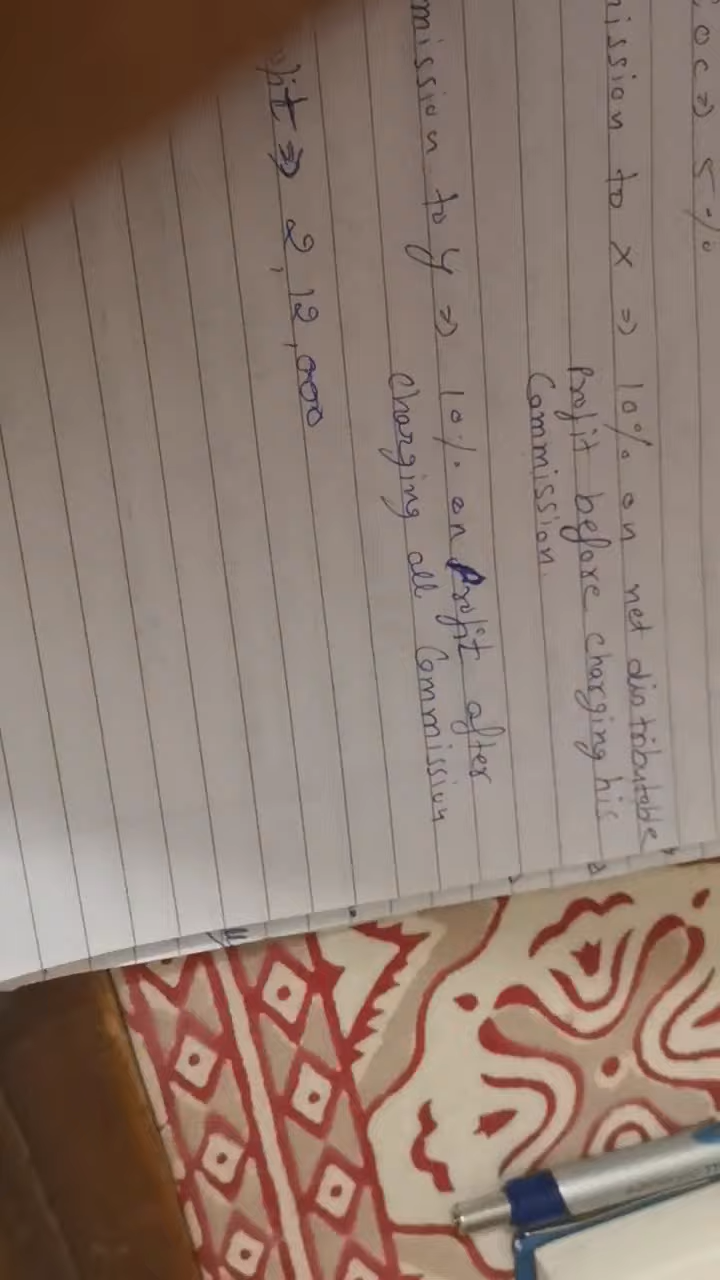 IOC => 5%
mission to x => 10% on net distributable
Profit before charging his
Commission.
mission to y => 10% on Profit after
charging all Commission
ofit => 2,12,000